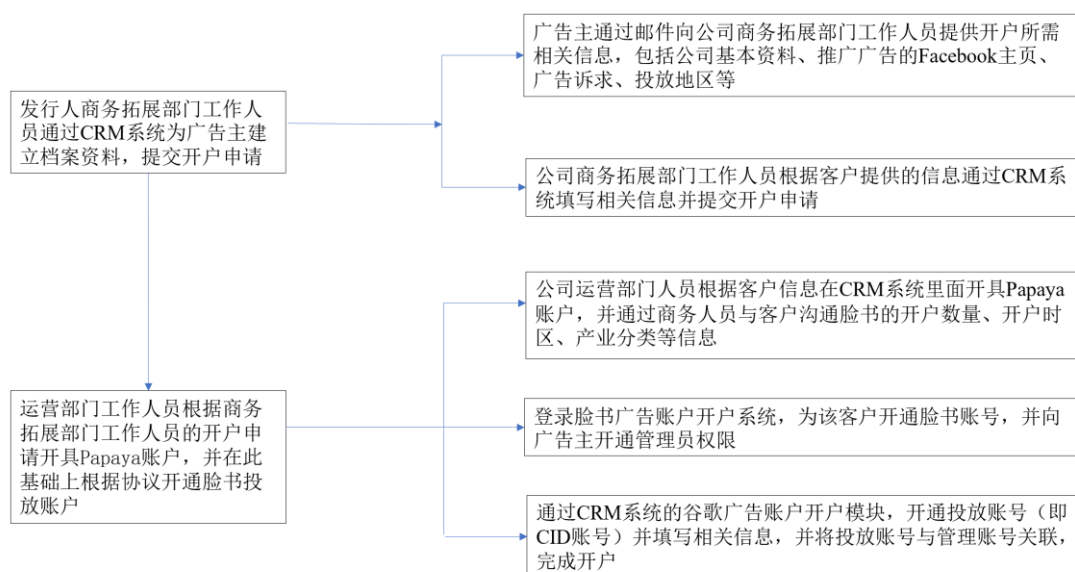 广告主通过邮件向公司商务拓展部门工作人员提供开户所需
相关信息，包括公司基本资料、推广广告的Facebook主页、
广告诉求、投放地区等
发行人商务拓展部门工作人
员通过CRM系统为广告主建
立档案资料，提交开户申请
公司商务拓展部门工作人员根据客户提供的信息通过CRM系
统填写相关信息并提交开户申请
公司运营部门人员根据客户信息在CRM系统里面开具Papaya
账户，并通过商务人员与客户沟通脸书的开户数量、开户时
区、产业分类等信息
运营部门工作人员根据商务
拓展部门工作人员的开户申
请开具Papaya账户，并在此
基础上根据协议开通脸书投
放账户
登录脸书广告账户开户系统，为该客户开通脸书账号，并向
广告主开通管理员权限
通过CRM系统的谷歌广告账户开户模块，开通投放账号（即
CID账号）并填写相关信息，并将投放账号与管理账号关联，
完成开户